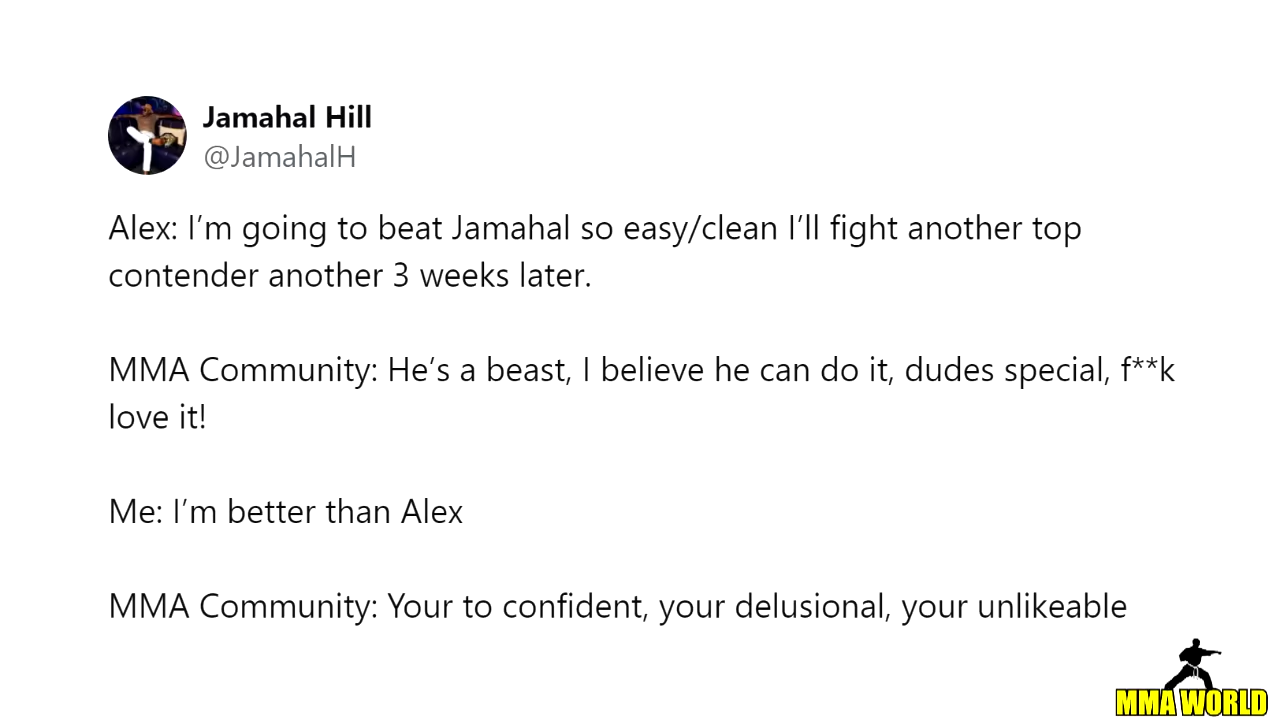 Jamahal Hill
@JamahalH
Alex: I’m going to beat Jamahal so easy/clean I’ll fight another top
contender another 3 weeks later.
MMA Community: He’s a beast, I believe he can do it, dudes special, f**k
love it!
Me: I’m better than Alex
MMA Community: Your to confident, your delusional, your unlikeable
MMA WORLD